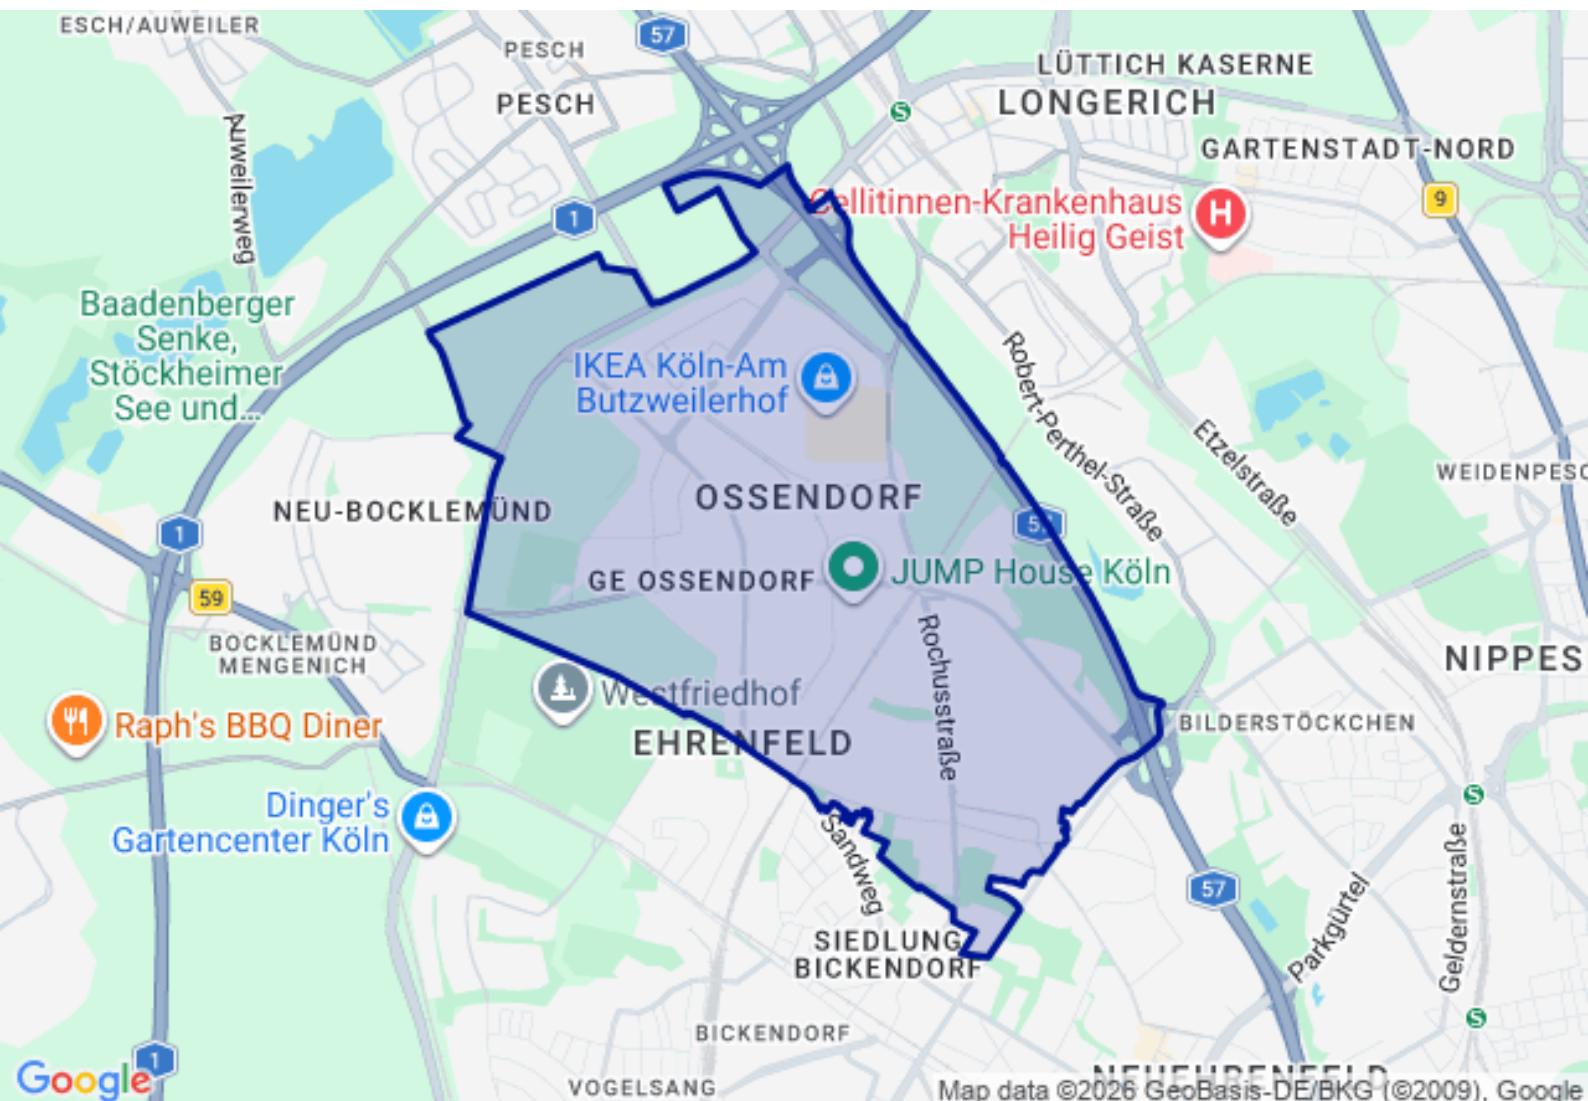 ESCH/AUWEILER
57
PESCH
PESCH
LÜTTICH KASERNE
LONGERICH
S
GARTENSTADT-NORD
Auweilerweg
1
Cellitinnen-Krankenhaus
Heilig Geist
H
9
Baadenberger
Senke,
Stöckheimer
See und...
IKEA Köln-Am
Butzweilerhof
Robert-Perthel-Straße
Etzelstraße
WEIDENPESC
OSSENDORF
NEU-BOCKLEMÜND
1
57
GE OSSENDORF
JUMP House Köln
59
BOCKLEMÜND
MENGENICH
Rochusstraße
NIPPES
Westfriedhof
Raph's BBQ Diner
EHRENFELD
BILDERSTÖCKCHEN
S
Dinger's
Gartencenter Köln
Sandweg
57
Parkgürtel
Geldernstraße
SIEDLUNG
BICKENDORF
S
BICKENDORF
1
Google
VOGELSANG
NEUEHRENFELD
Map data ©2026 GeoBasis-DE/BKG (©2009), Google